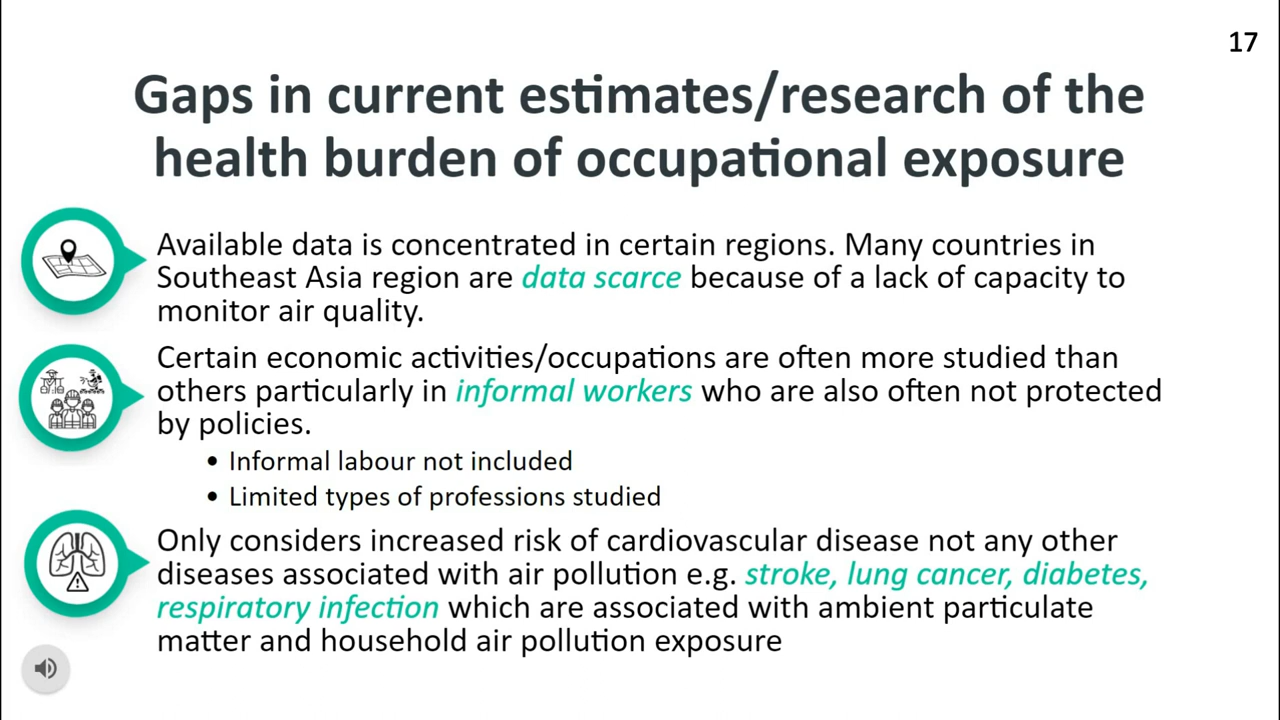 17
Gaps in current estimates/research of the
health burden of occupational exposure
Available data is concentrated in certain regions. Many countries in
Southeast Asia region are data scarce because of a lack of capacity to
monitor air quality.
Certain economic activities/occupations are often more studied than
others particularly in informal workers who are also often not protected
by policies.
• Informal labour not included
• Limited types of professions studied
Only considers increased risk of cardiovascular disease not any other
diseases associated with air pollution e.g. stroke, lung cancer, diabetes,
respiratory infection which are associated with ambient particulate
matter and household air pollution exposure